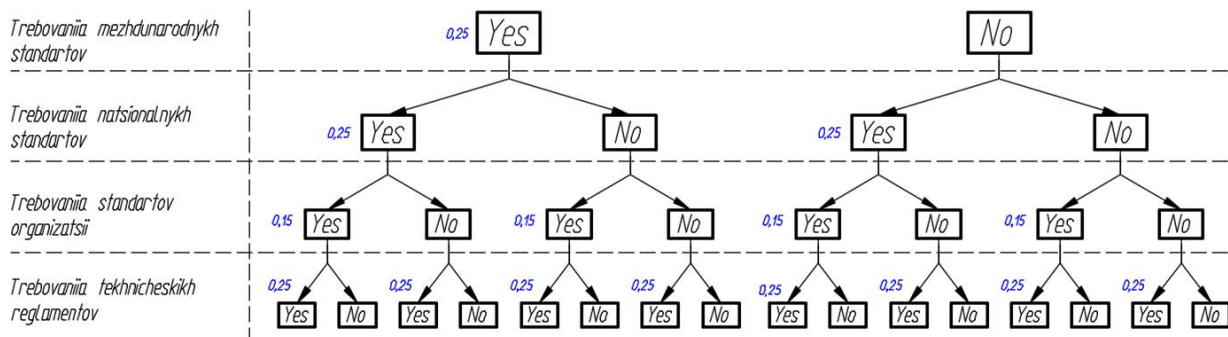 Trebovaniia mezhdunarodnykh
standartov
0,25 Yes No
Trebovaniia natsionalnykh
standartov
0,25 Yes No 0,25 Yes No
Trebovaniia standartov
organizatsii
0,15 Yes No 0,15 Yes No 0,15 Yes No 0,15 Yes No
Trebovaniia tekhnicheskikh
reglamentov
0,25 0,25 0,25 0,25 0,25 0,25 0,25 0,25
Yes No Yes No Yes No Yes No Yes No Yes No Yes No Yes No